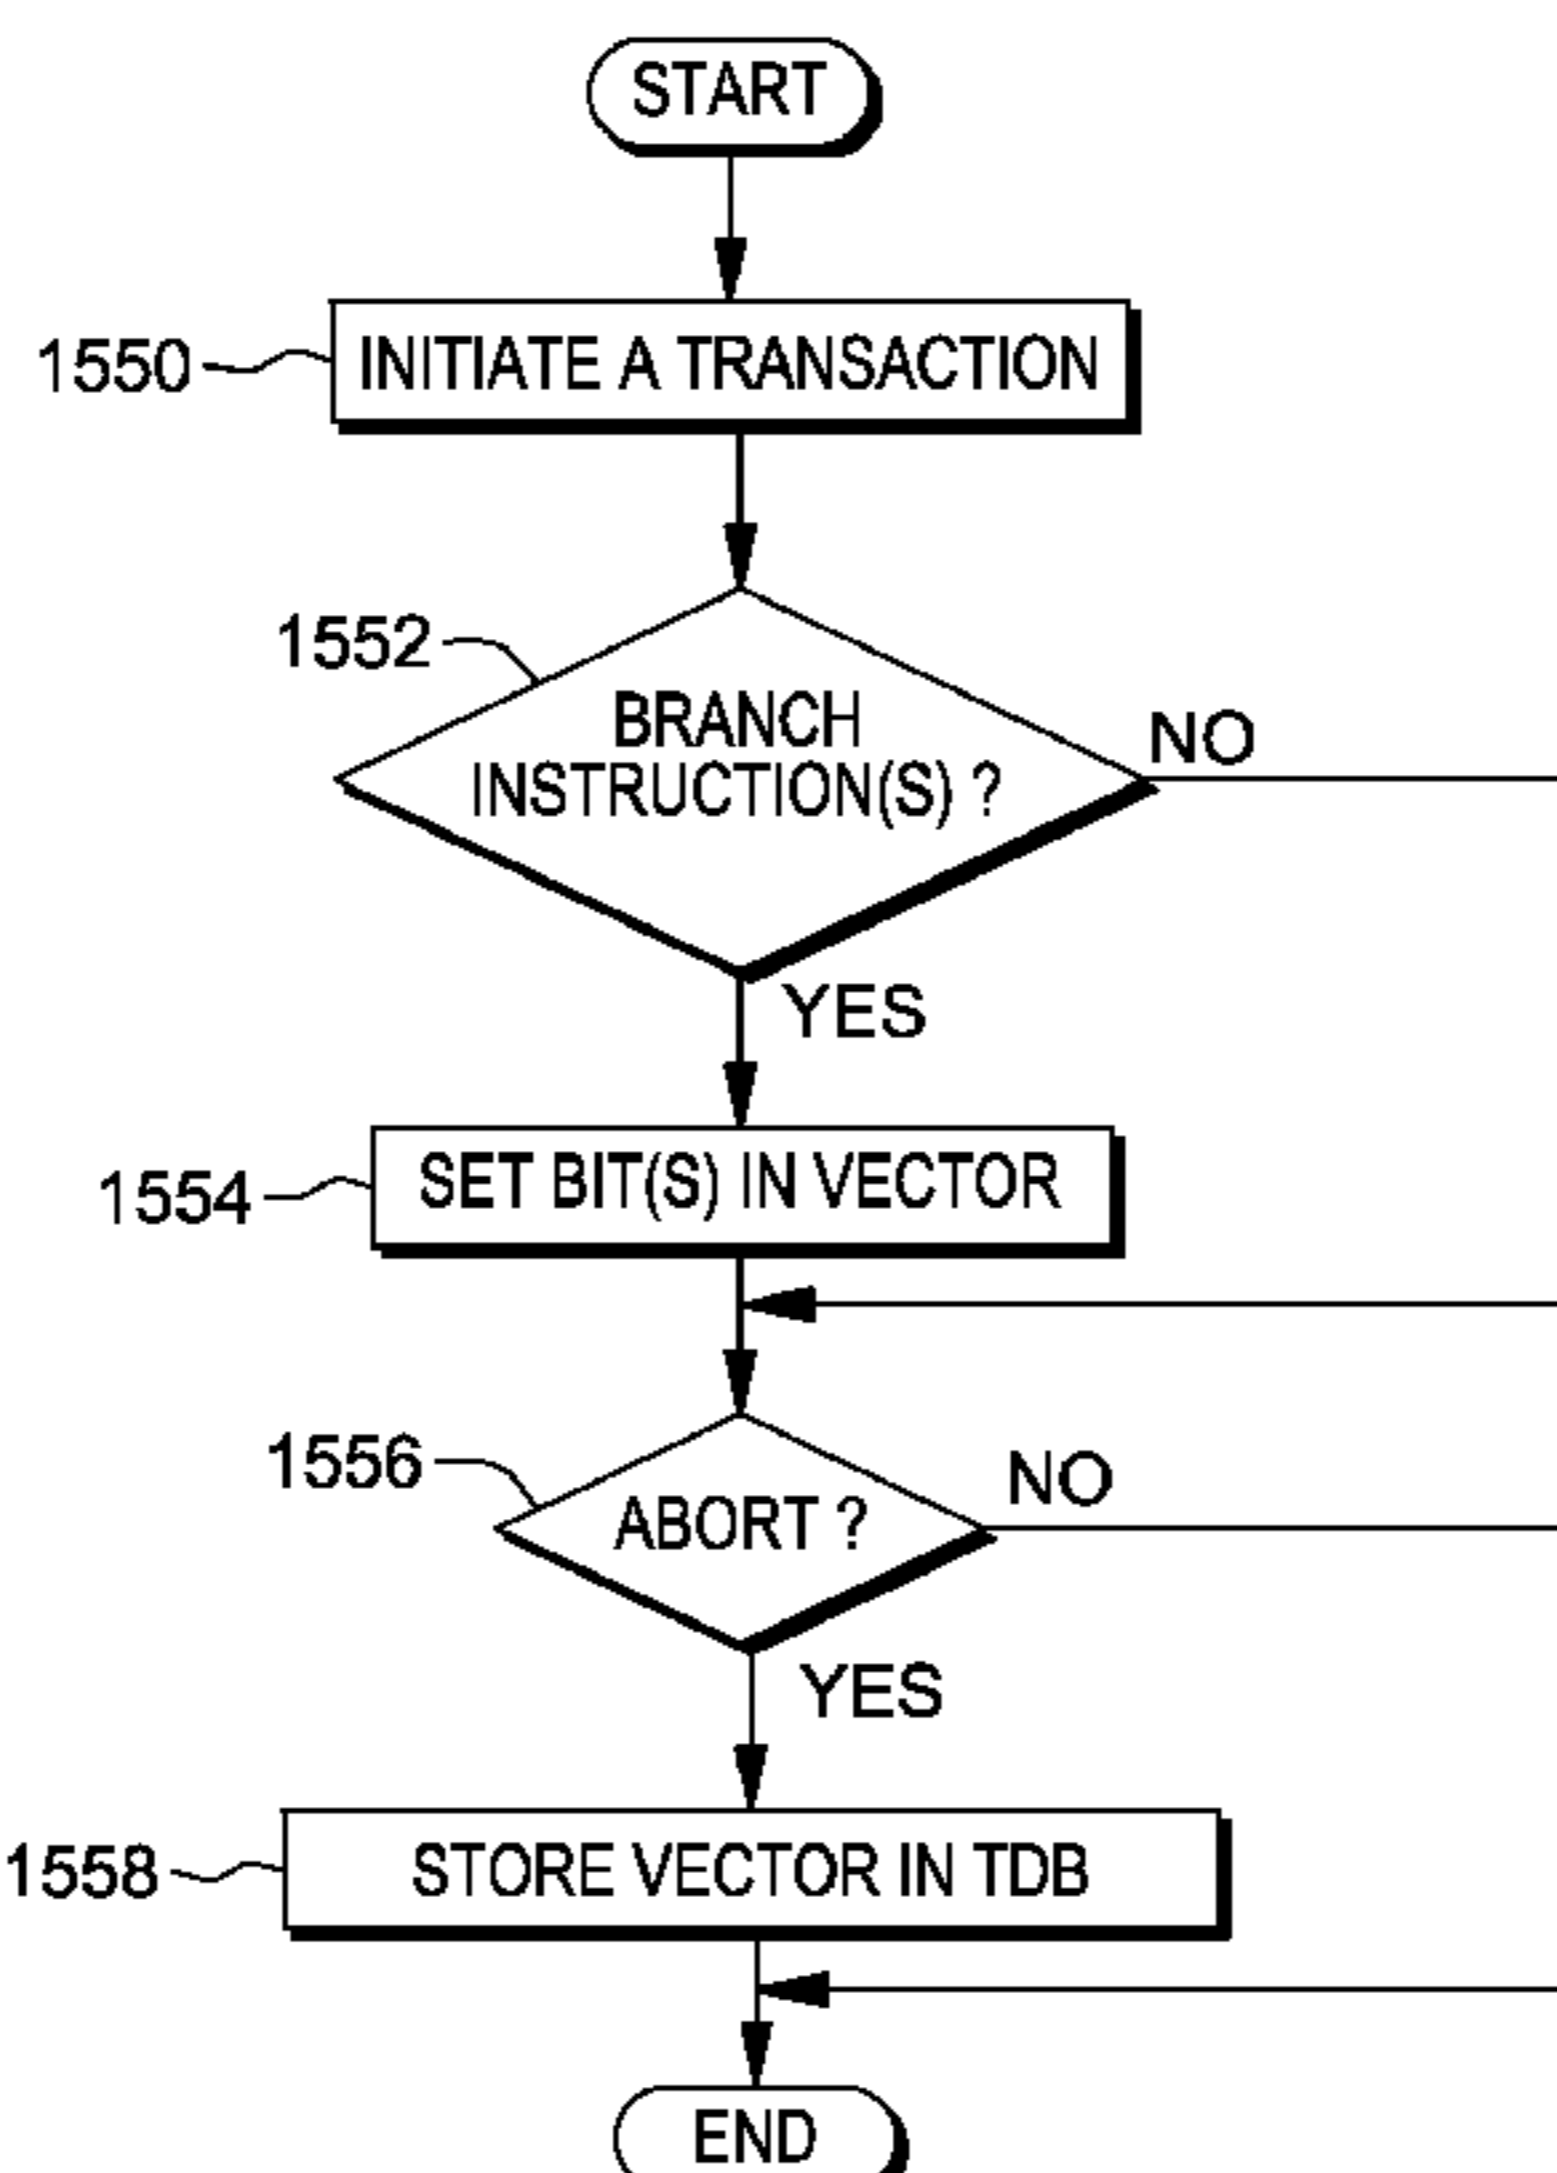 START
1550
INITIATE A TRANSACTION
1552
BRANCH
INSTRUCTION(S) ?
NO
YES
1554
SET BIT(S) IN VECTOR
1556
ABORT ?
NO
YES
1558
STORE VECTOR IN TDB
END